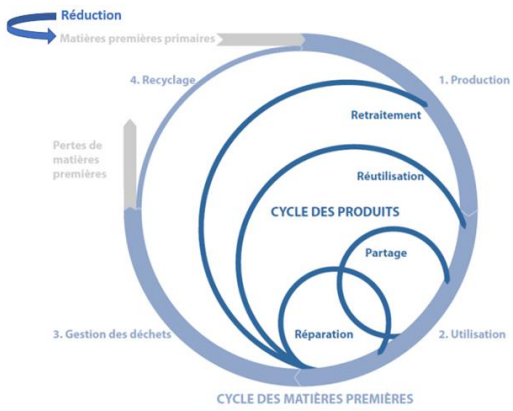 Réduction
Matières premières primaires
4. Recyclage
1. Production
Retraitement
Pertes de
matières
premières
Réutilisation
CYCLE DES PRODUITS
Partage
3. Gestion des déchets
Réparation
2. Utilisation
CYCLE DES MATIÈRES PREMIÈRES